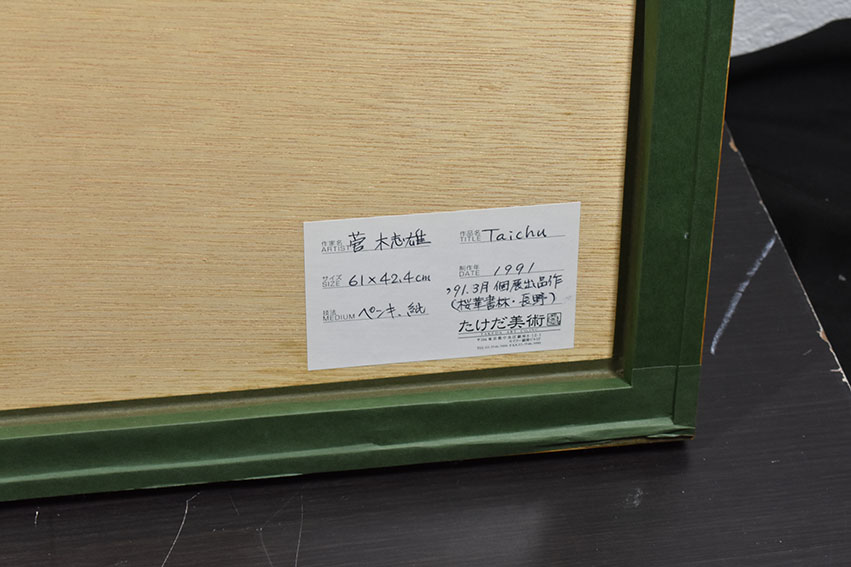 作家名 ARTIST 菅 木志雄
作品名 TITLE Taichu
サイズ SIZE 61×42.4cm
制作年 DATE 1991
技法 MEDIUM ペンキ、紙
'91.3月 個展出品作
(桜華書林・長野)
たけだ美術